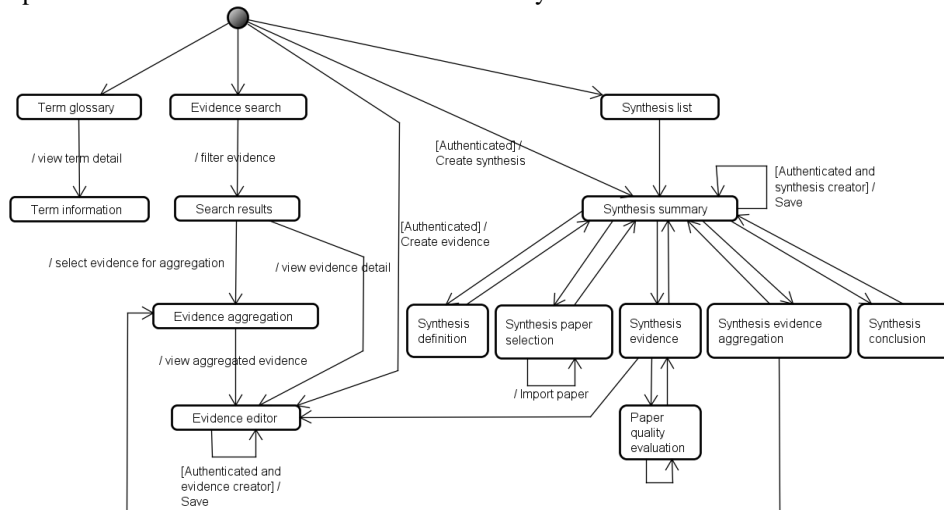 Term glossary
Evidence search
Synthesis list
[Authenticated] /
Create synthesis
/ view term detail
/ filter evidence
[Authenticated and
synthesis creator] /
Save
Term information
Search results
Synthesis summary
[Authenticated] /
Create evidence
/ select evidence for aggregation
/ view evidence detail
Evidence aggregation
Synthesis
definition
Synthesis paper
selection
Synthesis
evidence
Synthesis evidence
aggregation
Synthesis
conclusion
/ view aggregated evidence
/ Import paper
Evidence editor
Paper
quality
evaluation
[Authenticated and
evidence creator] /
Save